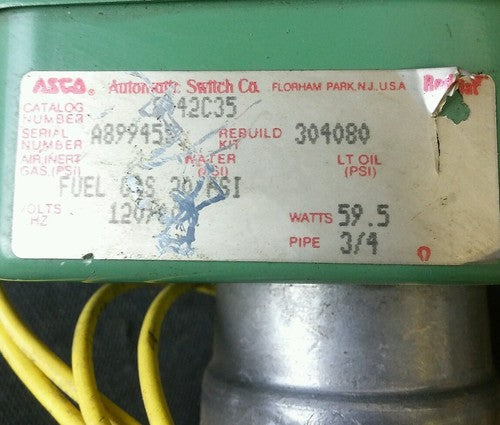 ASCO. Automatic Switch Co. FLORHAM PARK, N.J. U.S.A
CATALOG NUMBER 42C35
SERIAL NUMBER A89945 REBUILD KIT 304080
AIR, INERT GAS, (PSI) WATER (PSI) LT OIL (PSI)
FUEL GAS 30 PSI
VOLTS 120/ WATTS 59.5
HZ PIPE 3/4